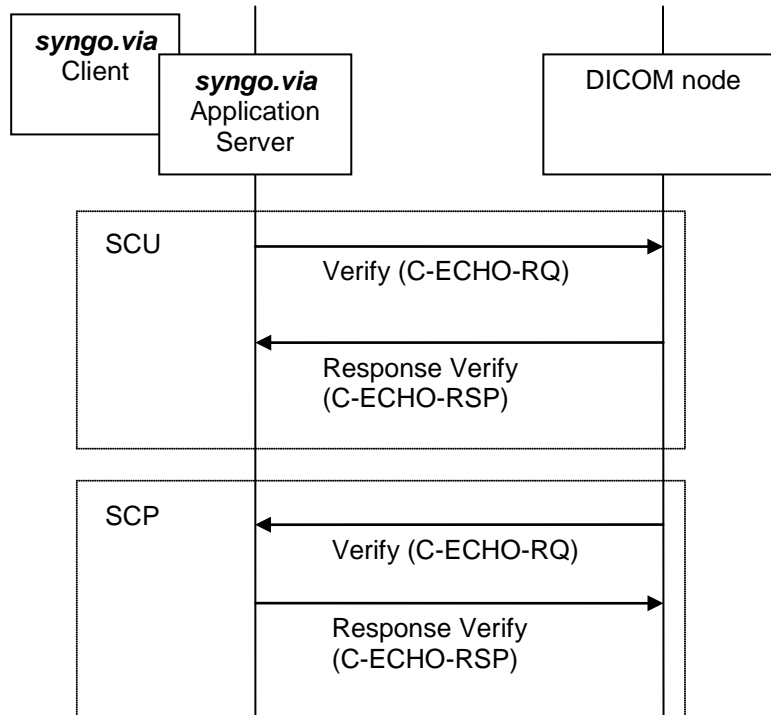 syngo.via
Client
syngo.via
Application
Server
DICOM node
SCU
Verify (C-ECHO-RQ)
Response Verify
(C-ECHO-RSP)
SCP
Verify (C-ECHO-RQ)
Response Verify
(C-ECHO-RSP)